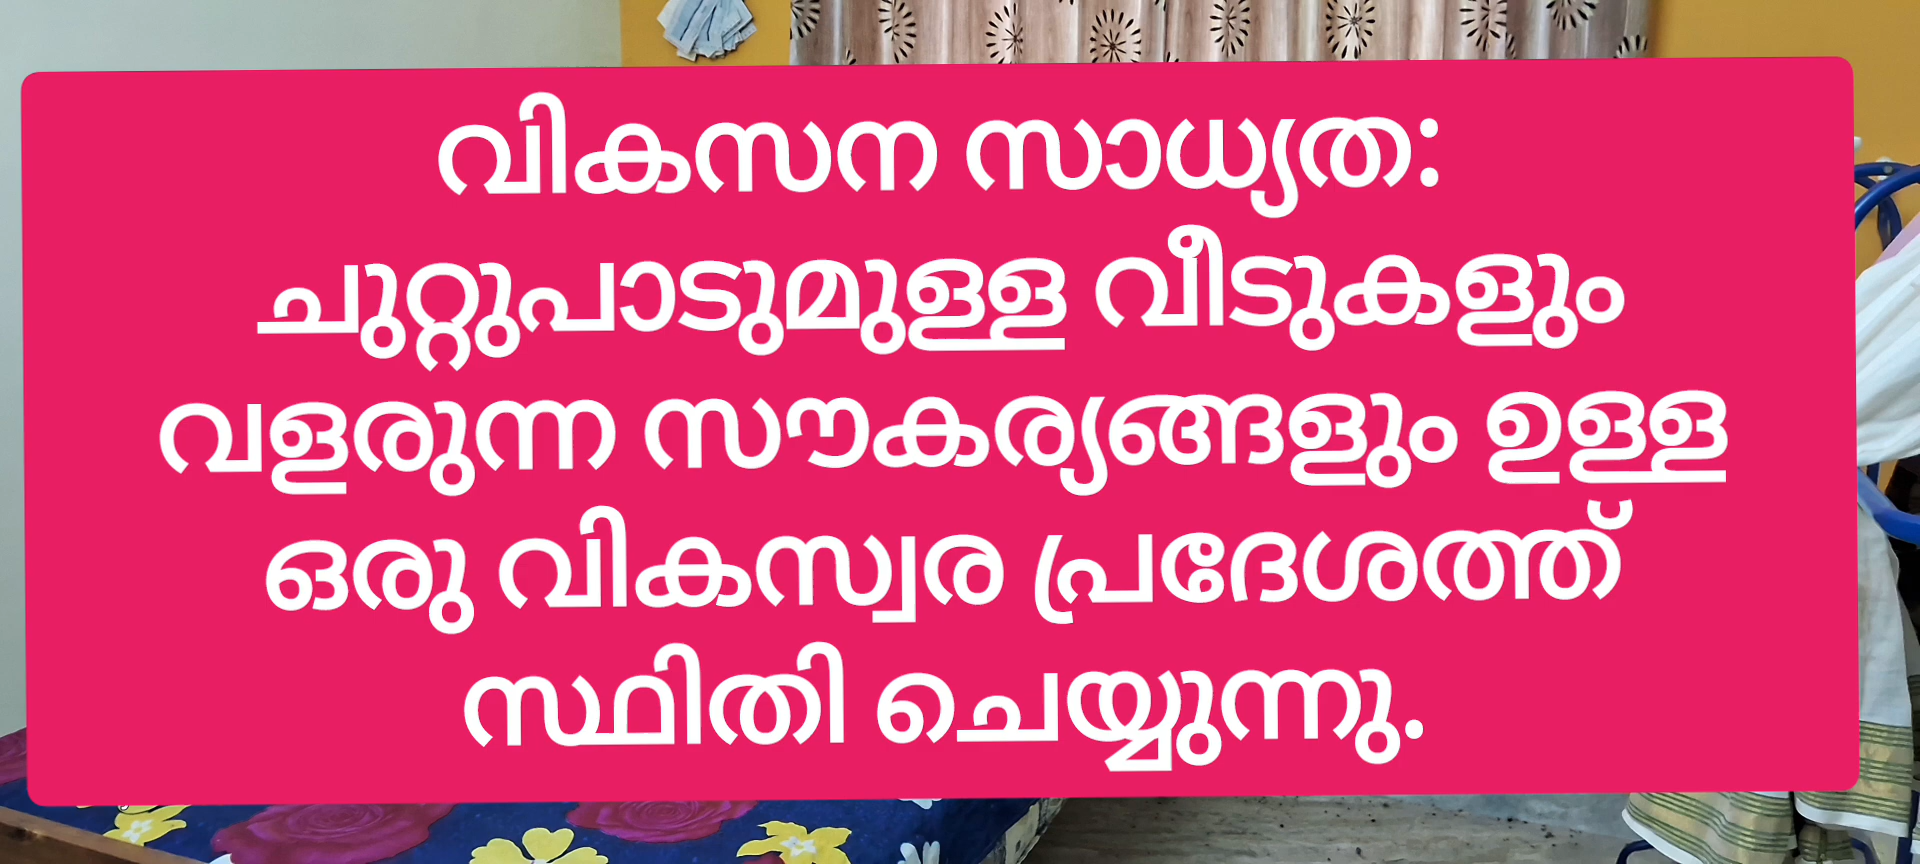 വികസന സാധ്യത:
ചുറ്റുപാടുമുള്ള വീടുകളും
വളരുന്ന സൗകര്യങ്ങളും ഉള്ള
ഒരു വികസ്വര പ്രദേശത്ത്
സ്ഥിതി ചെയ്യുന്നു.